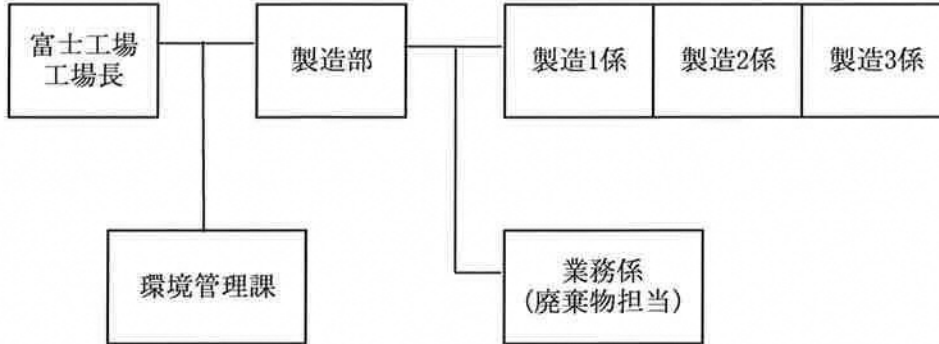 富士工場
工場長
製造部
製造1係
製造2係
製造3係
環境管理課
業務係
(廃棄物担当)